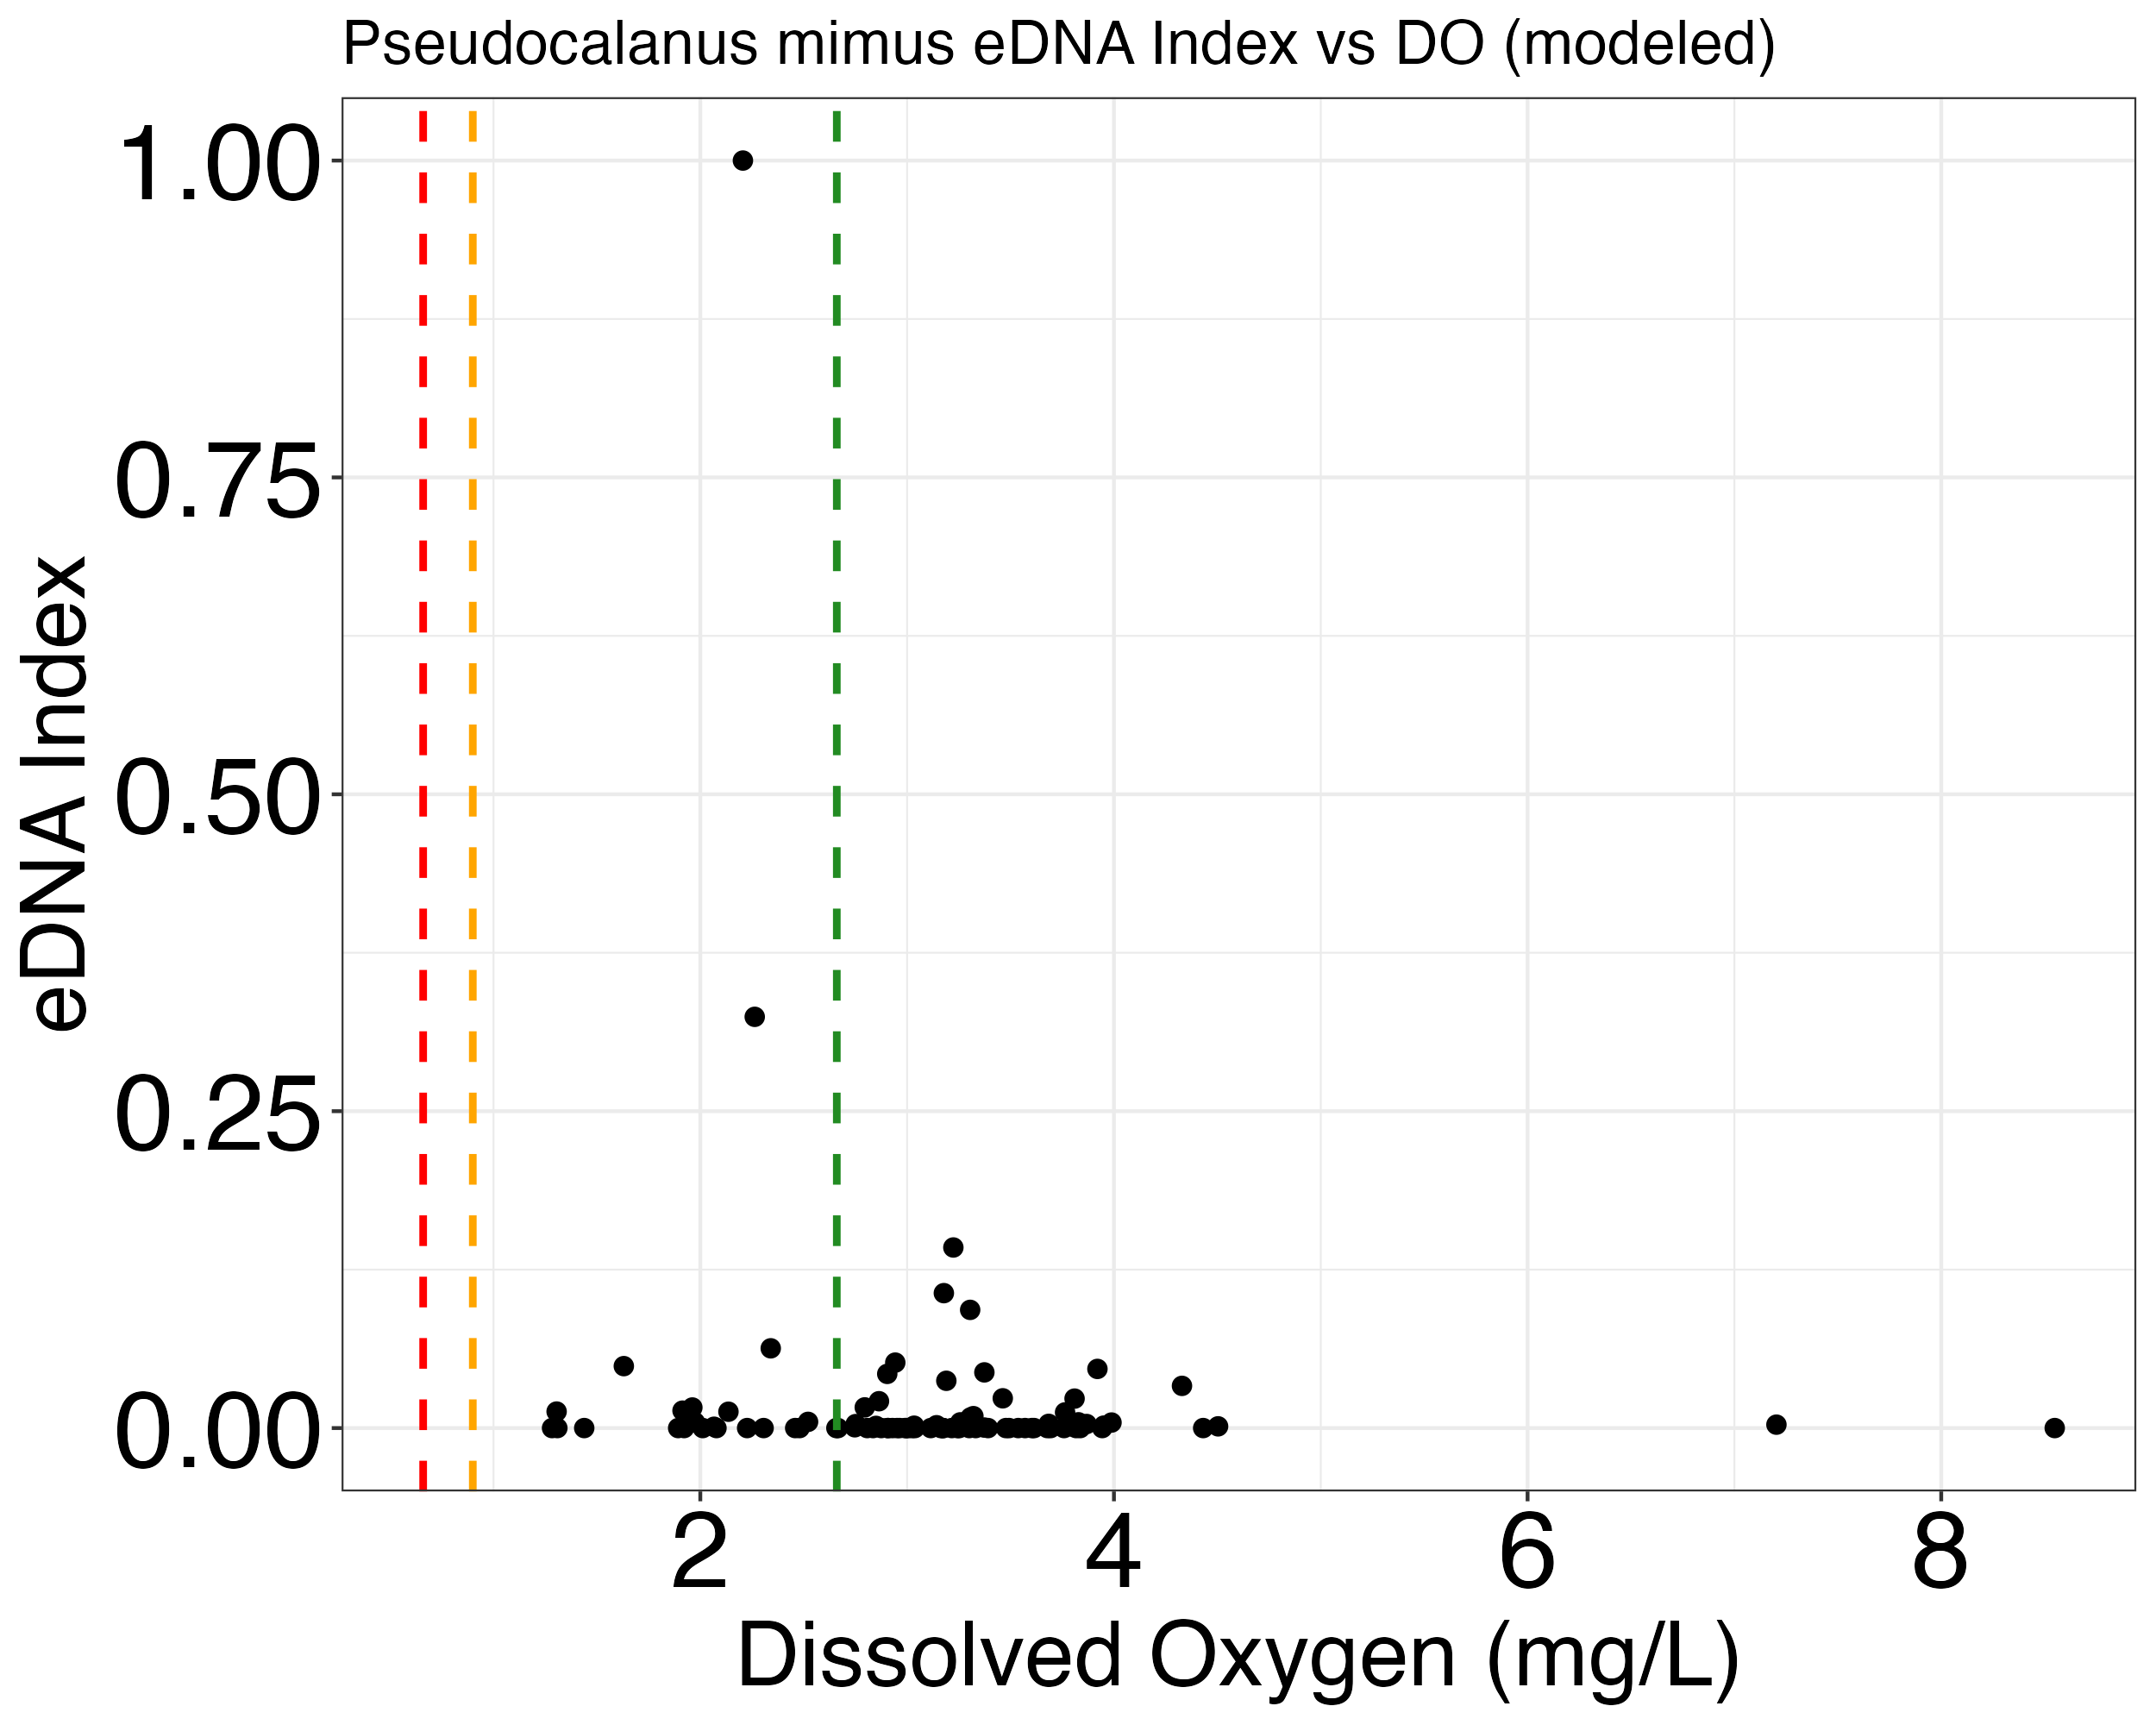 Pseudocalanus mimus eDNA Index vs DO (modeled)
1.00
0.75
0.50
0.25
0.00
eDNA Index
2 4 6 8
Dissolved Oxygen (mg/L)